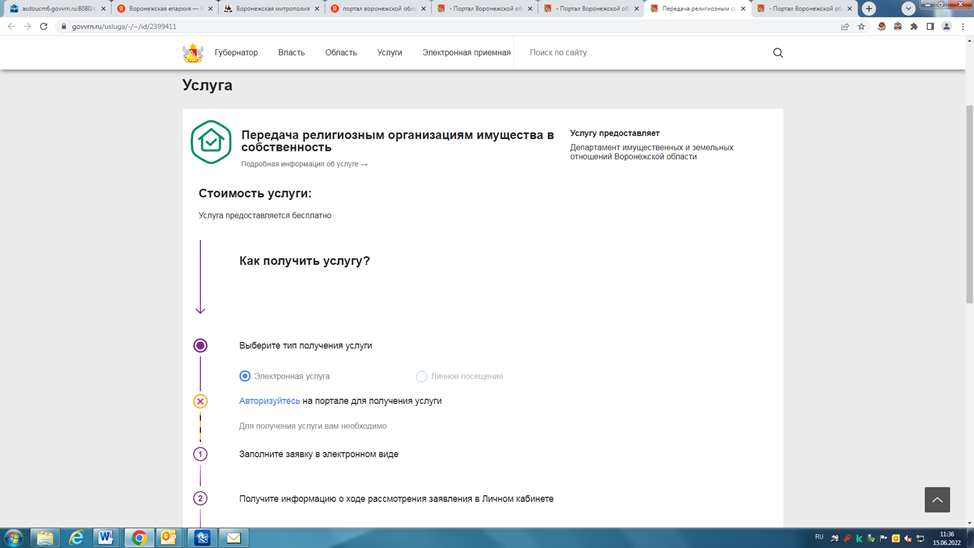 asdoucm6.govvrn.ru:8080/
Воронежская епархия —
Воронежская митрополия
портал воронежской обл
- Портал Воронежской об
- Портал Воронежской об
Передача религиозным ор
- Портал Воронежской об
govvrn.ru/usluga/-/~/id/2399411
Губернатор Власть Область Услуги Электронная приемная Поиск по сайту...
Услуга
Передача религиозным организациям имущества в
собственность
Подробная информация об услуге →
Услугу предоставляет
Департамент имущественных и земельных
отношений Воронежской области
Стоимость услуги:
Услуга предоставляется бесплатно
Как получить услугу?
Выберите тип получения услуги
Электронная услуга Личное посещение
Авторизуйтесь на портале для получения услуги
Для получения услуги вам необходимо
1 Заполните заявку в электронном виде
2 Получите информацию о ходе рассмотрения заявления в Личном кабинете
RU 11:36
15.06.2022